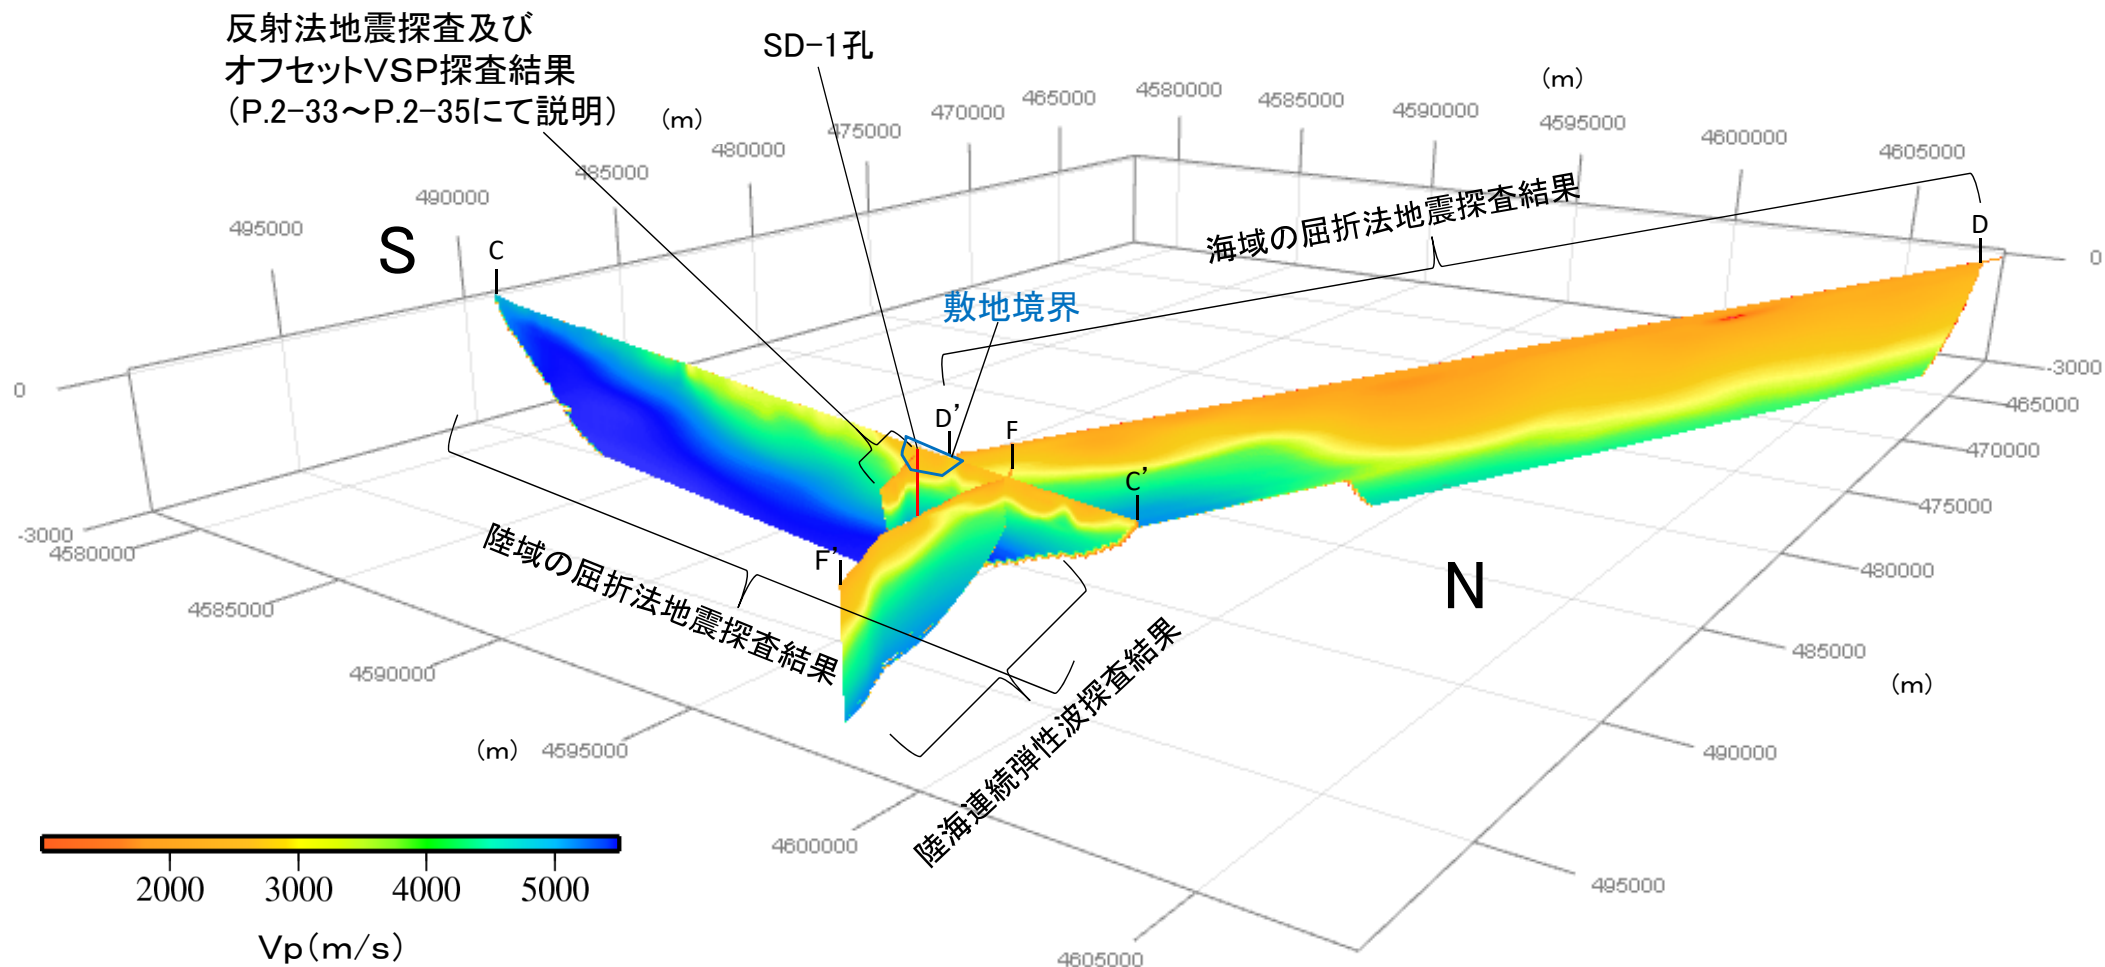 反射法地震探査及び
オフセットVSP探査結果
(P.2-33~P.2-35にて説明)
SD-1孔
(m)
(m)
495000
490000
485000
480000
475000
470000
465000
4580000
4585000
4590000
4595000
4600000
4605000
S
C
海域の屈折法地震探査結果
D
敷地境界
D'
F
C'
F'
N
0
-3000
0
-3000
465000
470000
475000
480000
485000
490000
495000
(m)
4580000
4585000
4590000
4595000
4600000
4605000
(m)
陸域の屈折法地震探査結果
陸海連続弾性波探査結果
2000 3000 4000 5000
Vp(m/s)